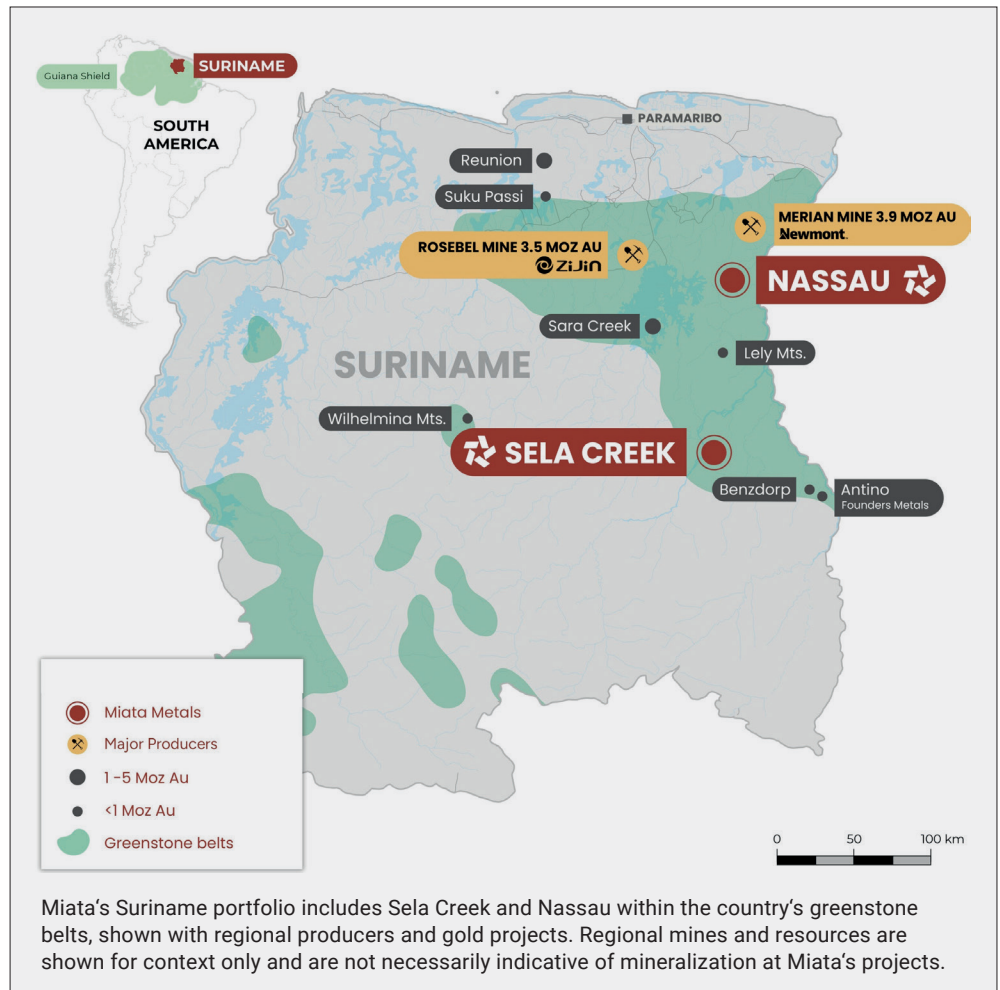 Guiana Shield
SURINAME
SOUTH
AMERICA
PARAMARIBO
Reunion
Suku Passi
MERIAN MINE 3.9 MOZ AU
Newmont.
ROSEBEL MINE 3.5 MOZ AU
ZiJin
NASSAU
Sara Creek
Lely Mts.
SURINAME
Wilhelmina Mts.
SELA CREEK
Benzdorp
Antino
Founders Metals
Miata Metals
Major Producers
1 -5 Moz Au
<1 Moz Au
Greenstone belts
0 50 100 km
Miata‘s Suriname portfolio includes Sela Creek and Nassau within the country‘s greenstone
belts, shown with regional producers and gold projects. Regional mines and resources are
shown for context only and are not necessarily indicative of mineralization at Miata‘s projects.